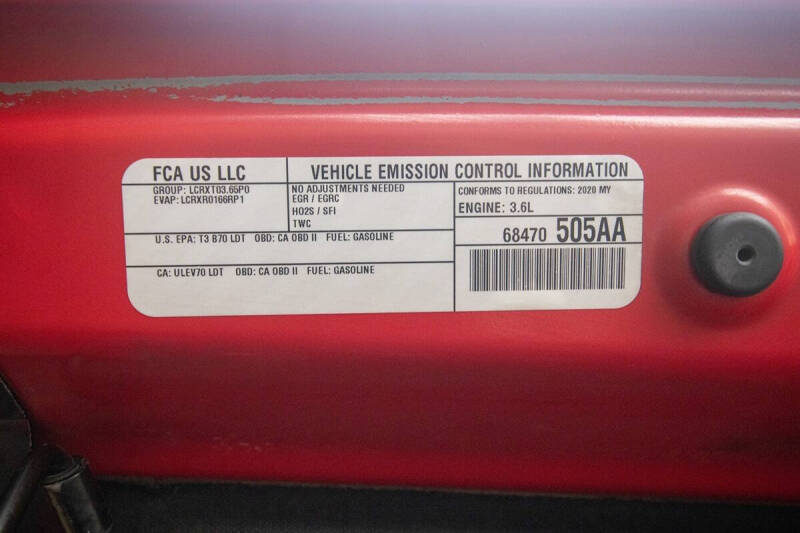 FCA US LLC
VEHICLE EMISSION CONTROL INFORMATION
GROUP: LCRXT03.65P0
EVAP: LCRXR0166RP1
NO ADJUSTMENTS NEEDED
EGR / EGRC
HO2S / SFI
TWC
CONFORMS TO REGULATIONS: 2020 MY
ENGINE: 3.6L
U.S. EPA: T3 B70 LDT OBD: CA OBD II FUEL: GASOLINE
68470 505AA
CA: ULEV70 LDT OBD: CA OBD II FUEL: GASOLINE